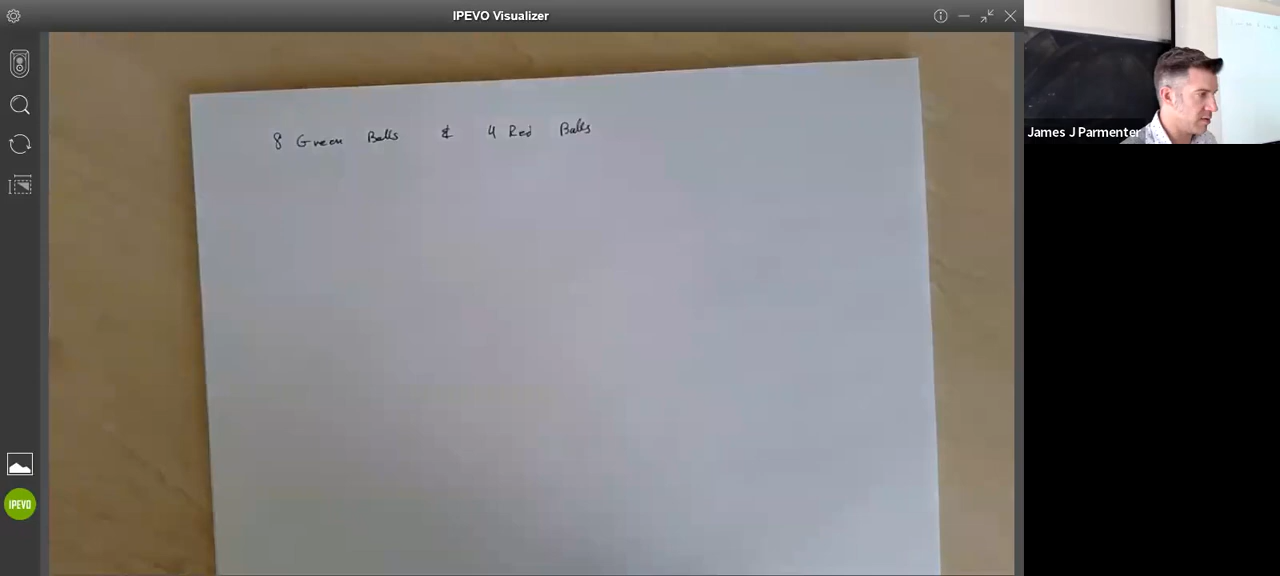 IPEVO Visualizer
8 Green Balls & 4 Red Balls
James J Parmenter
IPEVO